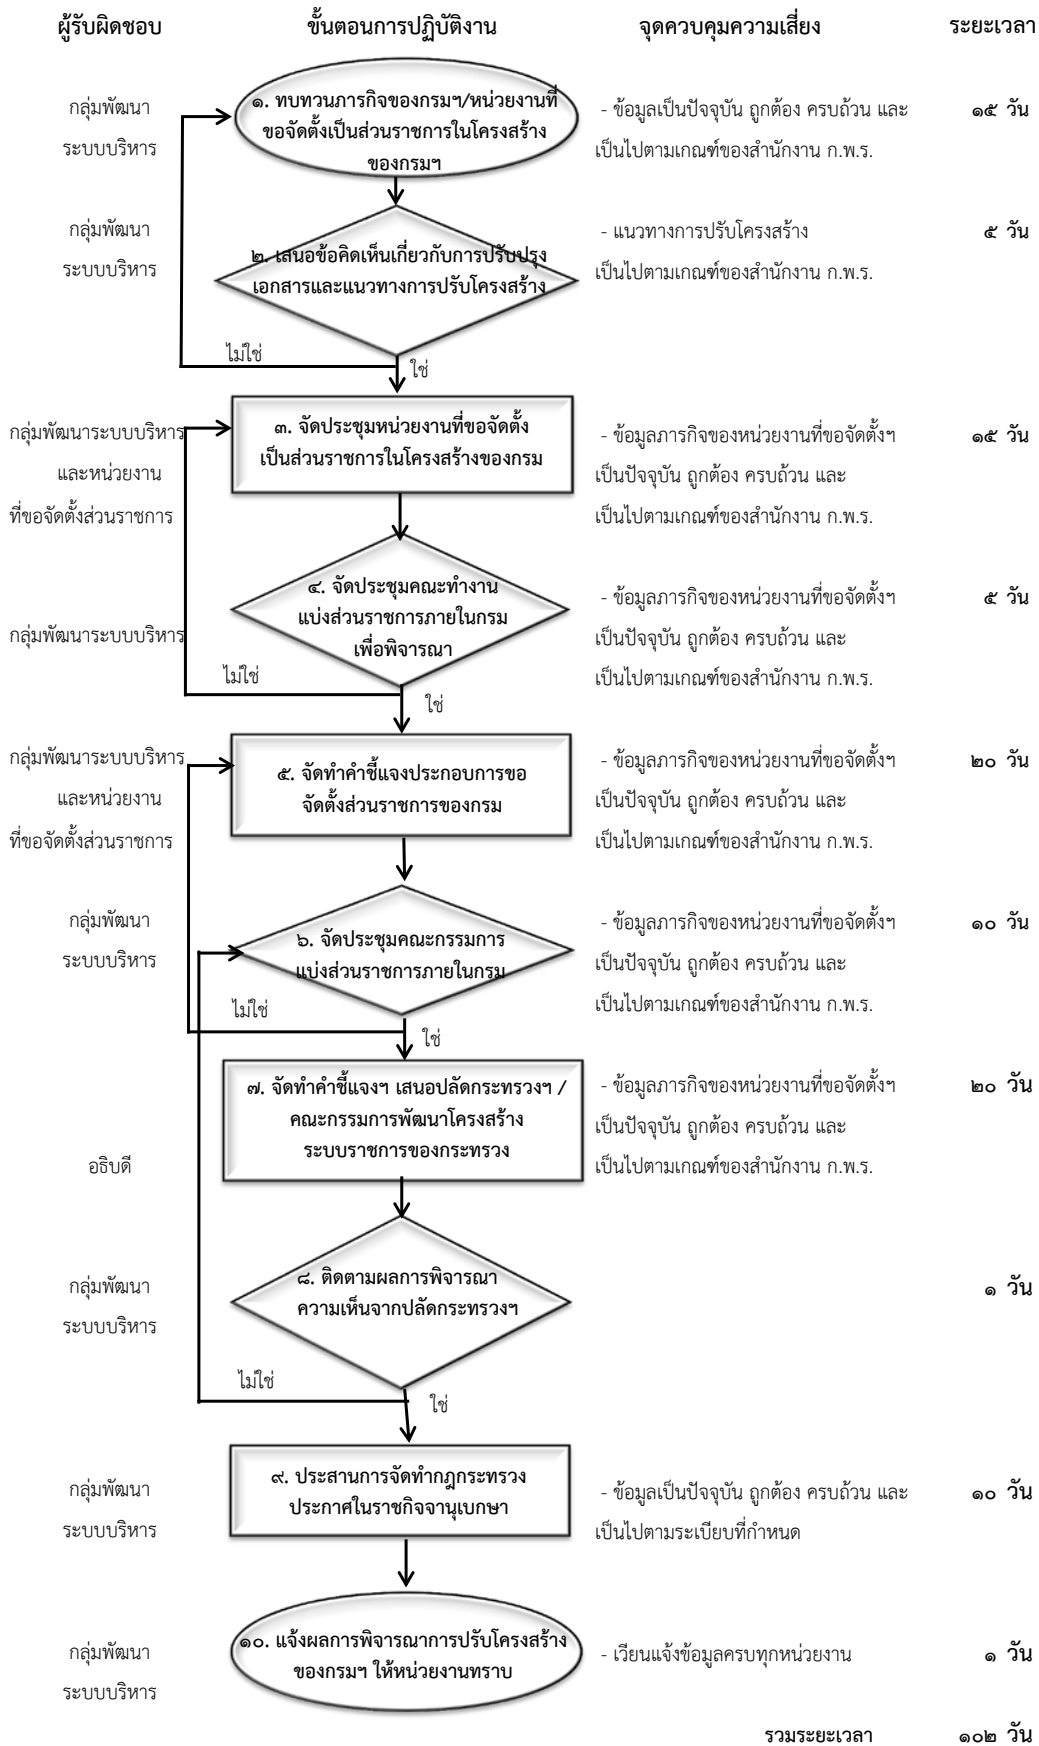 ผู้รับผิดชอบ ขั้นตอนการปฏิบัติงาน จุดควบคุมความเสี่ยง ระยะเวลา
กลุ่มพัฒนา
ระบบบริหาร
๑. ทบทวนภารกิจของกรมฯ/หน่วยงานที่
ขอจัดตั้งเป็นส่วนราชการในโครงสร้าง
ของกรมฯ
- ข้อมูลเป็นปัจจุบัน ถูกต้อง ครบถ้วน และ
เป็นไปตามเกณฑ์ของสำนักงาน ก.พ.ร.
๑๕ วัน
กลุ่มพัฒนา
ระบบบริหาร
๒. เสนอข้อคิดเห็นเกี่ยวกับการปรับปรุง
เอกสารและแนวทางการปรับโครงสร้าง
- แนวทางการปรับโครงสร้าง
เป็นไปตามเกณฑ์ของสำนักงาน ก.พ.ร.
๕ วัน
ไม่ใช่
ใช่
กลุ่มพัฒนาระบบบริหาร
และหน่วยงาน
ที่ขอจัดตั้งส่วนราชการ
๓. จัดประชุมหน่วยงานที่ขอจัดตั้ง
เป็นส่วนราชการในโครงสร้างของกรม
- ข้อมูลภารกิจของหน่วยงานที่ขอจัดตั้งฯ
เป็นปัจจุบัน ถูกต้อง ครบถ้วน และ
เป็นไปตามเกณฑ์ของสำนักงาน ก.พ.ร.
๑๕ วัน
กลุ่มพัฒนาระบบบริหาร
๔. จัดประชุมคณะทำงาน
แบ่งส่วนราชการภายในกรม
เพื่อพิจารณา
- ข้อมูลภารกิจของหน่วยงานที่ขอจัดตั้งฯ
เป็นปัจจุบัน ถูกต้อง ครบถ้วน และ
เป็นไปตามเกณฑ์ของสำนักงาน ก.พ.ร.
๕ วัน
ไม่ใช่
ใช่
กลุ่มพัฒนาระบบบริหาร
และหน่วยงาน
ที่ขอจัดตั้งส่วนราชการ
๕. จัดทำคำชี้แจงประกอบการขอ
จัดตั้งส่วนราชการของกรม
- ข้อมูลภารกิจของหน่วยงานที่ขอจัดตั้งฯ
เป็นปัจจุบัน ถูกต้อง ครบถ้วน และ
เป็นไปตามเกณฑ์ของสำนักงาน ก.พ.ร.
๒๐ วัน
กลุ่มพัฒนา
ระบบบริหาร
๖. จัดประชุมคณะกรรมการ
แบ่งส่วนราชการภายในกรม
- ข้อมูลภารกิจของหน่วยงานที่ขอจัดตั้งฯ
เป็นปัจจุบัน ถูกต้อง ครบถ้วน และ
เป็นไปตามเกณฑ์ของสำนักงาน ก.พ.ร.
๑๐ วัน
ไม่ใช่
ใช่
อธิบดี
๗. จัดทำคำชี้แจงฯ เสนอปลัดกระทรวงฯ /
คณะกรรมการพัฒนาโครงสร้าง
ระบบราชการของกระทรวง
- ข้อมูลภารกิจของหน่วยงานที่ขอจัดตั้งฯ
เป็นปัจจุบัน ถูกต้อง ครบถ้วน และ
เป็นไปตามเกณฑ์ของสำนักงาน ก.พ.ร.
๒๐ วัน
กลุ่มพัฒนา
ระบบบริหาร
๘. ติดตามผลการพิจารณา
ความเห็นจากปลัดกระทรวงฯ
๑ วัน
ไม่ใช่
ใช่
กลุ่มพัฒนา
ระบบบริหาร
๙. ประสานการจัดทำกฎกระทรวง
ประกาศในราชกิจจานุเบกษา
- ข้อมูลเป็นปัจจุบัน ถูกต้อง ครบถ้วน และ
เป็นไปตามระเบียบที่กำหนด
๑๐ วัน
กลุ่มพัฒนา
ระบบบริหาร
๑๐. แจ้งผลการพิจารณาการปรับโครงสร้าง
ของกรมฯ ให้หน่วยงานทราบ
- เวียนแจ้งข้อมูลครบทุกหน่วยงาน
๑ วัน
รวมระยะเวลา ๑๐๒ วัน